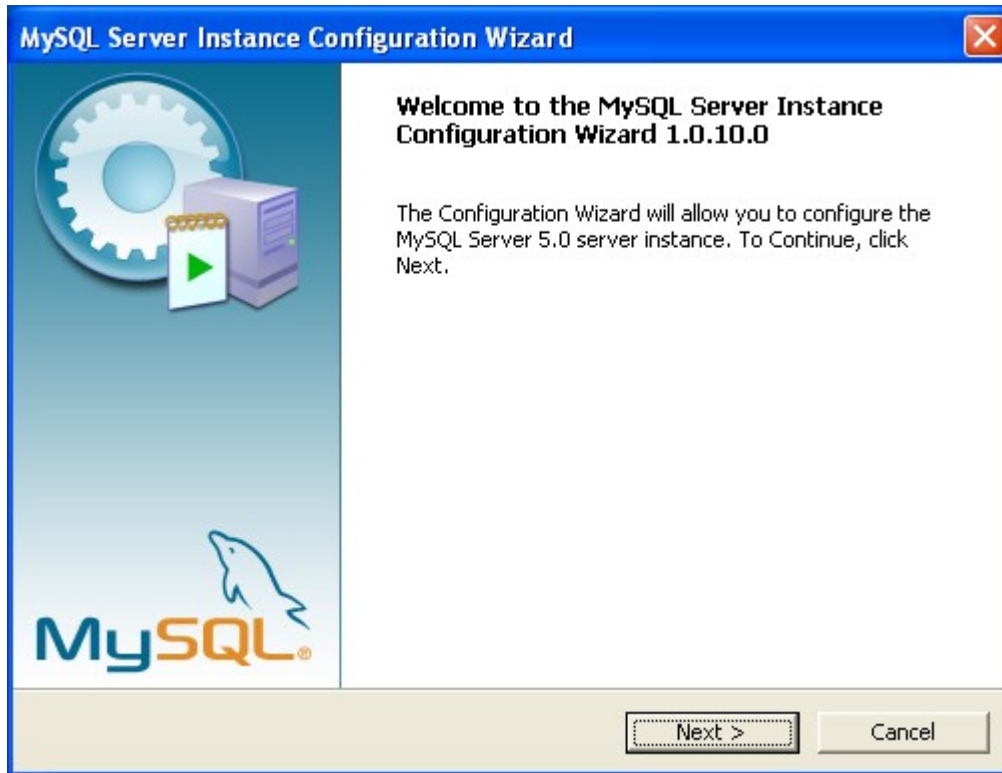 MySQL Server Instance Configuration Wizard
Welcome to the MySQL Server Instance
Configuration Wizard 1.0.10.0
The Configuration Wizard will allow you to configure the
MySQL Server 5.0 server instance. To Continue, click
Next.
MySQL®
Next >
Cancel